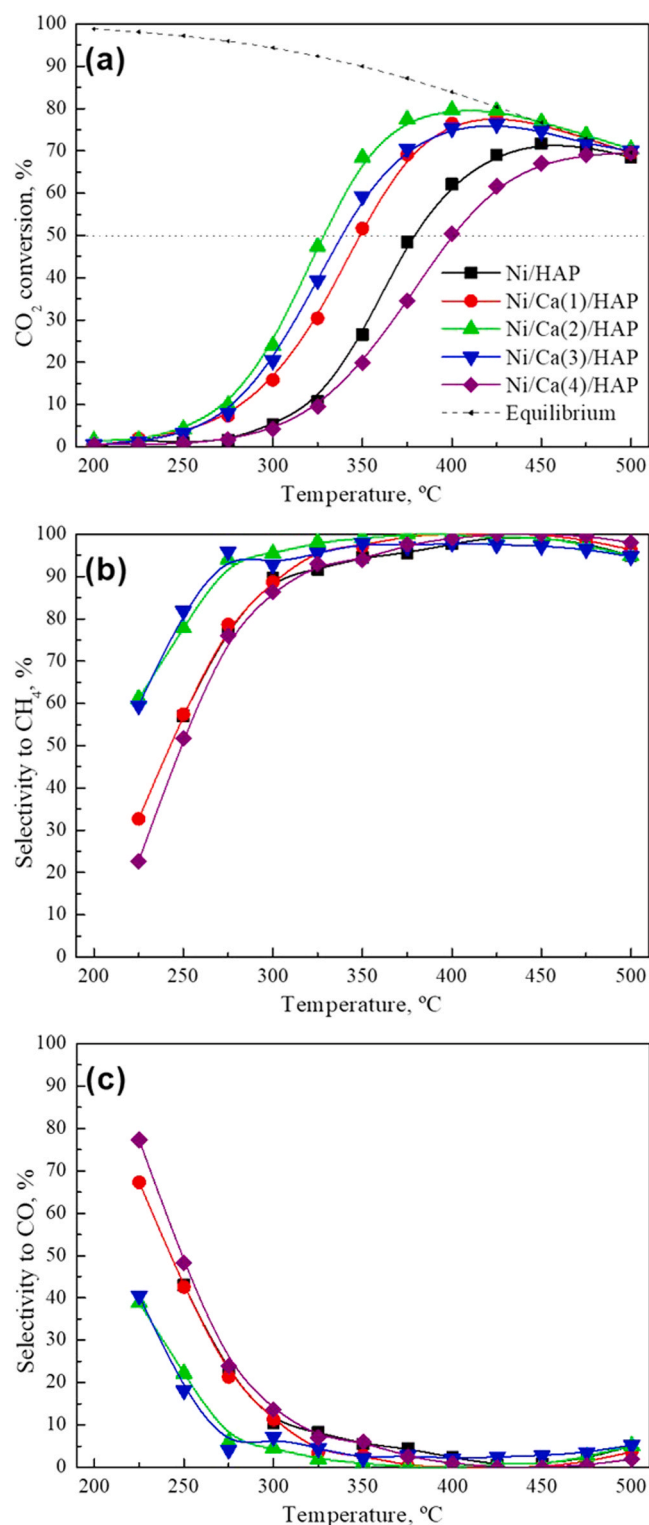 (a)
100
90
80
70
60
50
40
30
20
10
0
CO₂ conversion, %
Ni/HAP
Ni/Ca(1)/HAP
Ni/Ca(2)/HAP
Ni/Ca(3)/HAP
Ni/Ca(4)/HAP
Equilibrium
200 250 300 350 400 450 500
Temperature, ºC
(b)
100
90
80
70
60
50
40
30
20
10
0
Selectivity to CH₄, %
200 250 300 350 400 450 500
Temperature, ºC
(c)
100
90
80
70
60
50
40
30
20
10
0
Selectivity to CO, %
200 250 300 350 400 450 500
Temperature, ºC